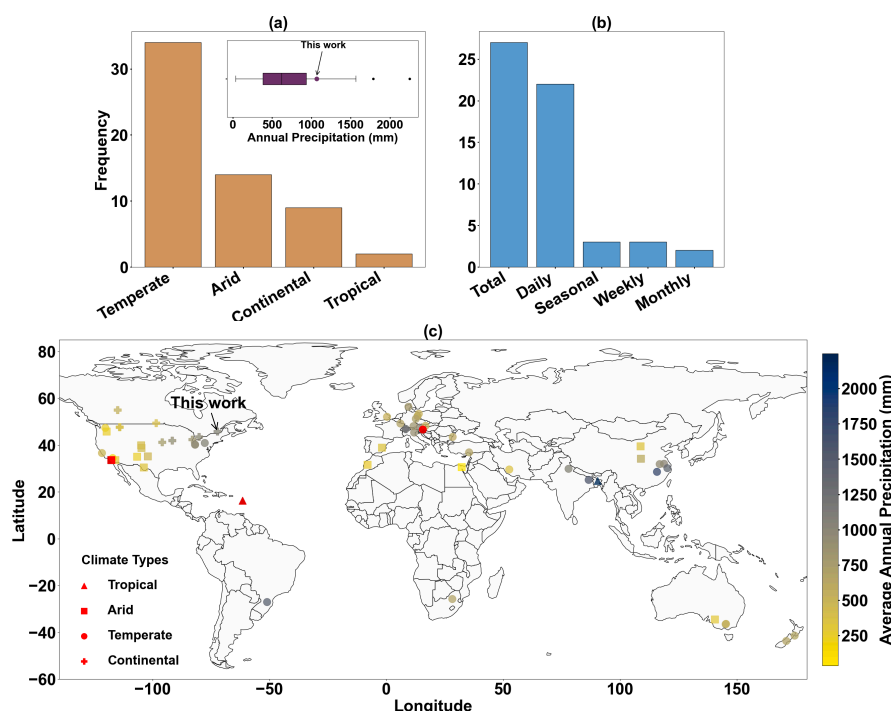 (a)
This work
30
20
10
0
Frequency
0 500 1000 1500 2000
Annual Precipitation (mm)
Temperate Arid Continental Tropical
(b)
25
20
15
10
5
0
Total Daily Seasonal Weekly Monthly
(c)
80
60
40
20
0
−20
−40
−60
Latitude
This work
Climate Types
Tropical
Arid
Temperate
Continental
−100 −50 0 50 100 150
Longitude
2000
1750
1500
1250
1000
750
500
250
Average Annual Precipitation (mm)